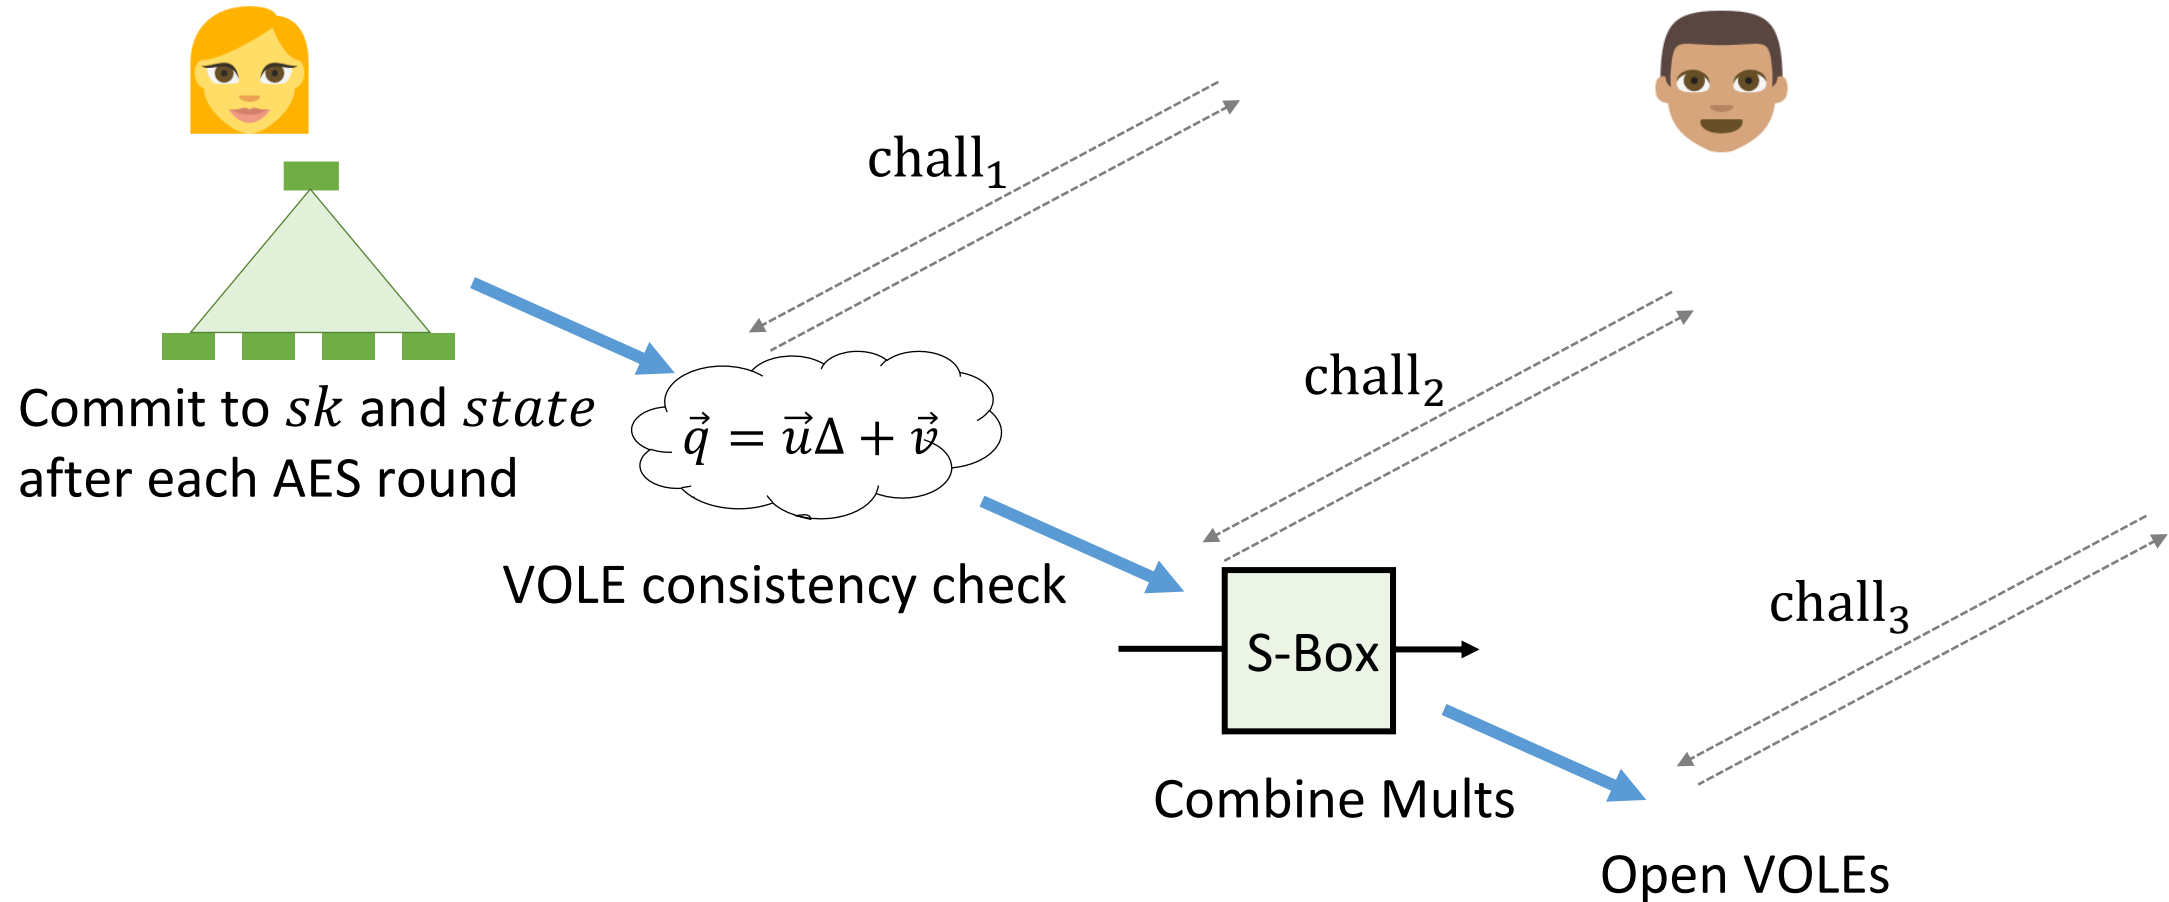 chall₁
chall₂
Commit to sk and state
after each AES round
q⃗ = u⃗Δ + v⃗
VOLE consistency check
chall₃
S-Box
Combine Mults
Open VOLEs